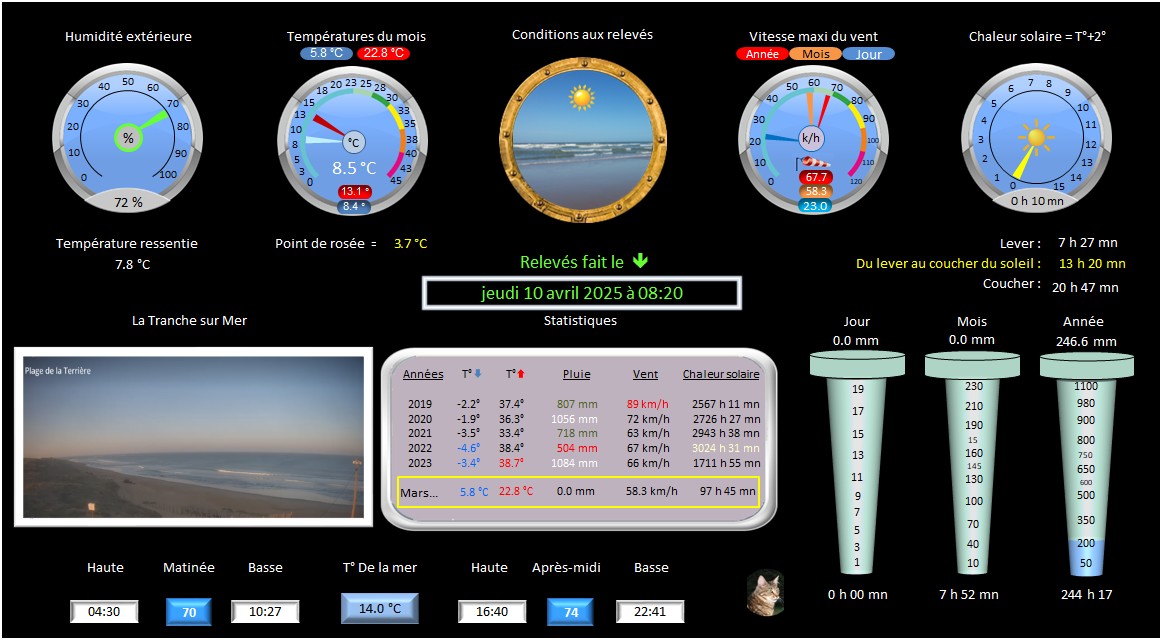 Humidité extérieure
Températures du mois
Conditions aux relevés
Vitesse maxi du vent
Chaleur solaire = T°+2°
5.8 °C 22.8 °C
Année Mois Jour
0 10 20 30 40 50 60 70 80 90 100
%
72 %
0 3 5 8 10 13 15 18 20 23 25 28 30 33 35 38 40 43 45
°C
8.5 °C
13.1 °
8.4 °
0 10 20 30 40 50 60 70 80 90 100 110 120
k/h
67.7
58.3
23.0
0 1 2 3 4 5 6 7 8 9 10 11 12 13 14 15
0 h 10 mn
Température ressentie
7.8 °C
Point de rosée = 3.7 °C
Lever : 7 h 27 mn
Du lever au coucher du soleil : 13 h 20 mn
Coucher : 20 h 47 mn
Relevés fait le
jeudi 10 avril 2025 à 08:20
La Tranche sur Mer
Plage de la Terrière
Statistiques
Années T° T° Pluie Vent Chaleur solaire
2019 -2.2° 37.4° 807 mm 89 km/h 2567 h 11 mn
2020 -1.9° 36.3° 1056 mm 72 km/h 2726 h 27 mn
2021 -3.5° 33.4° 718 mm 63 km/h 2943 h 38 mn
2022 -4.6° 38.4° 504 mm 67 km/h 3024 h 31 mn
2023 -3.4° 38.7° 1084 mm 66 km/h 1711 h 55 mn
Mars... 5.8 °C 22.8 °C 0.0 mm 58.3 km/h 97 h 45 mn
Jour
0.0 mm
19
17
15
13
11
9
7
5
3
1
0 h 00 mn
Mois
0.0 mm
230
210
190
15
160
145
130
100
70
40
10
7 h 52 mn
Année
246.6 mm
1100
980
900
800
750
650
600
500
350
200
50
244 h 17
Haute Matinée Basse
04:30 70 10:27
T° De la mer
14.0 °C
Haute Après-midi Basse
16:40 74 22:41